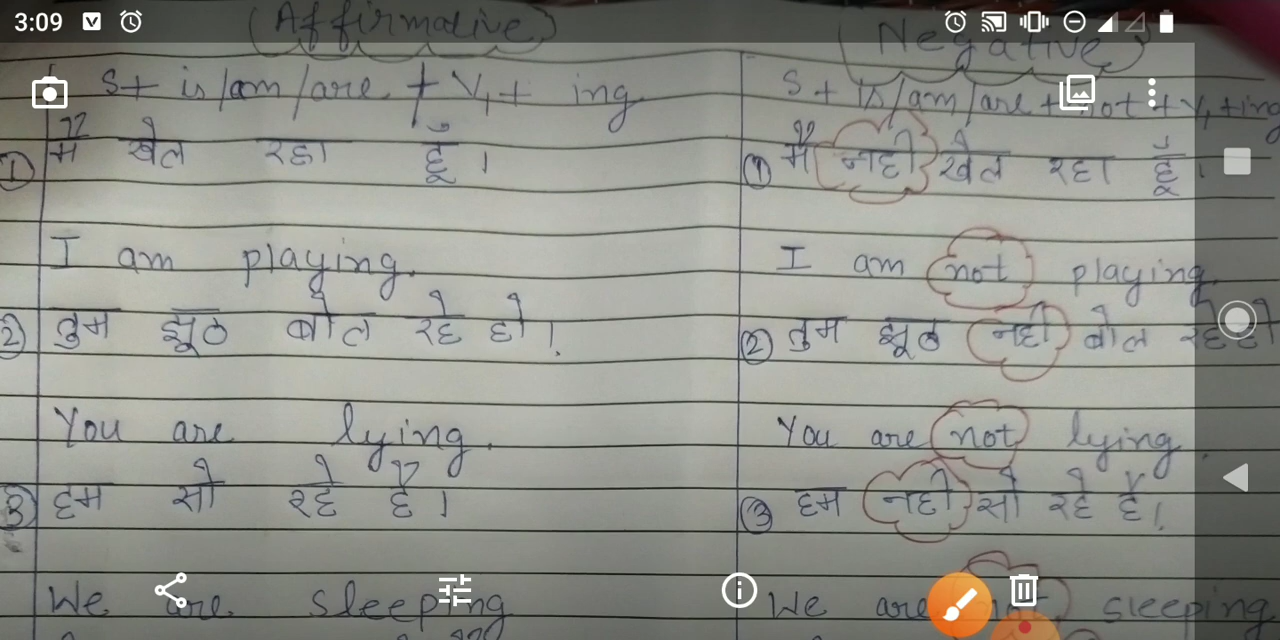 3:09
(Affirmative)
S+ is/am/are + V1 + ing
① मैं खेल रहा हूँ।
I am playing.
② तुम झूठ बोल रहे हो।
You are lying.
③ हम सो रहे हैं।
We are sleeping
(Negative)
S + is/am/are + not + V1 + ing
① मैं नही खेल रहा हूँ।
I am not playing.
② तुम झूठ नही बोल रहे हो
You are not lying.
③ हम नही सो रहे हैं।
We are not sleeping